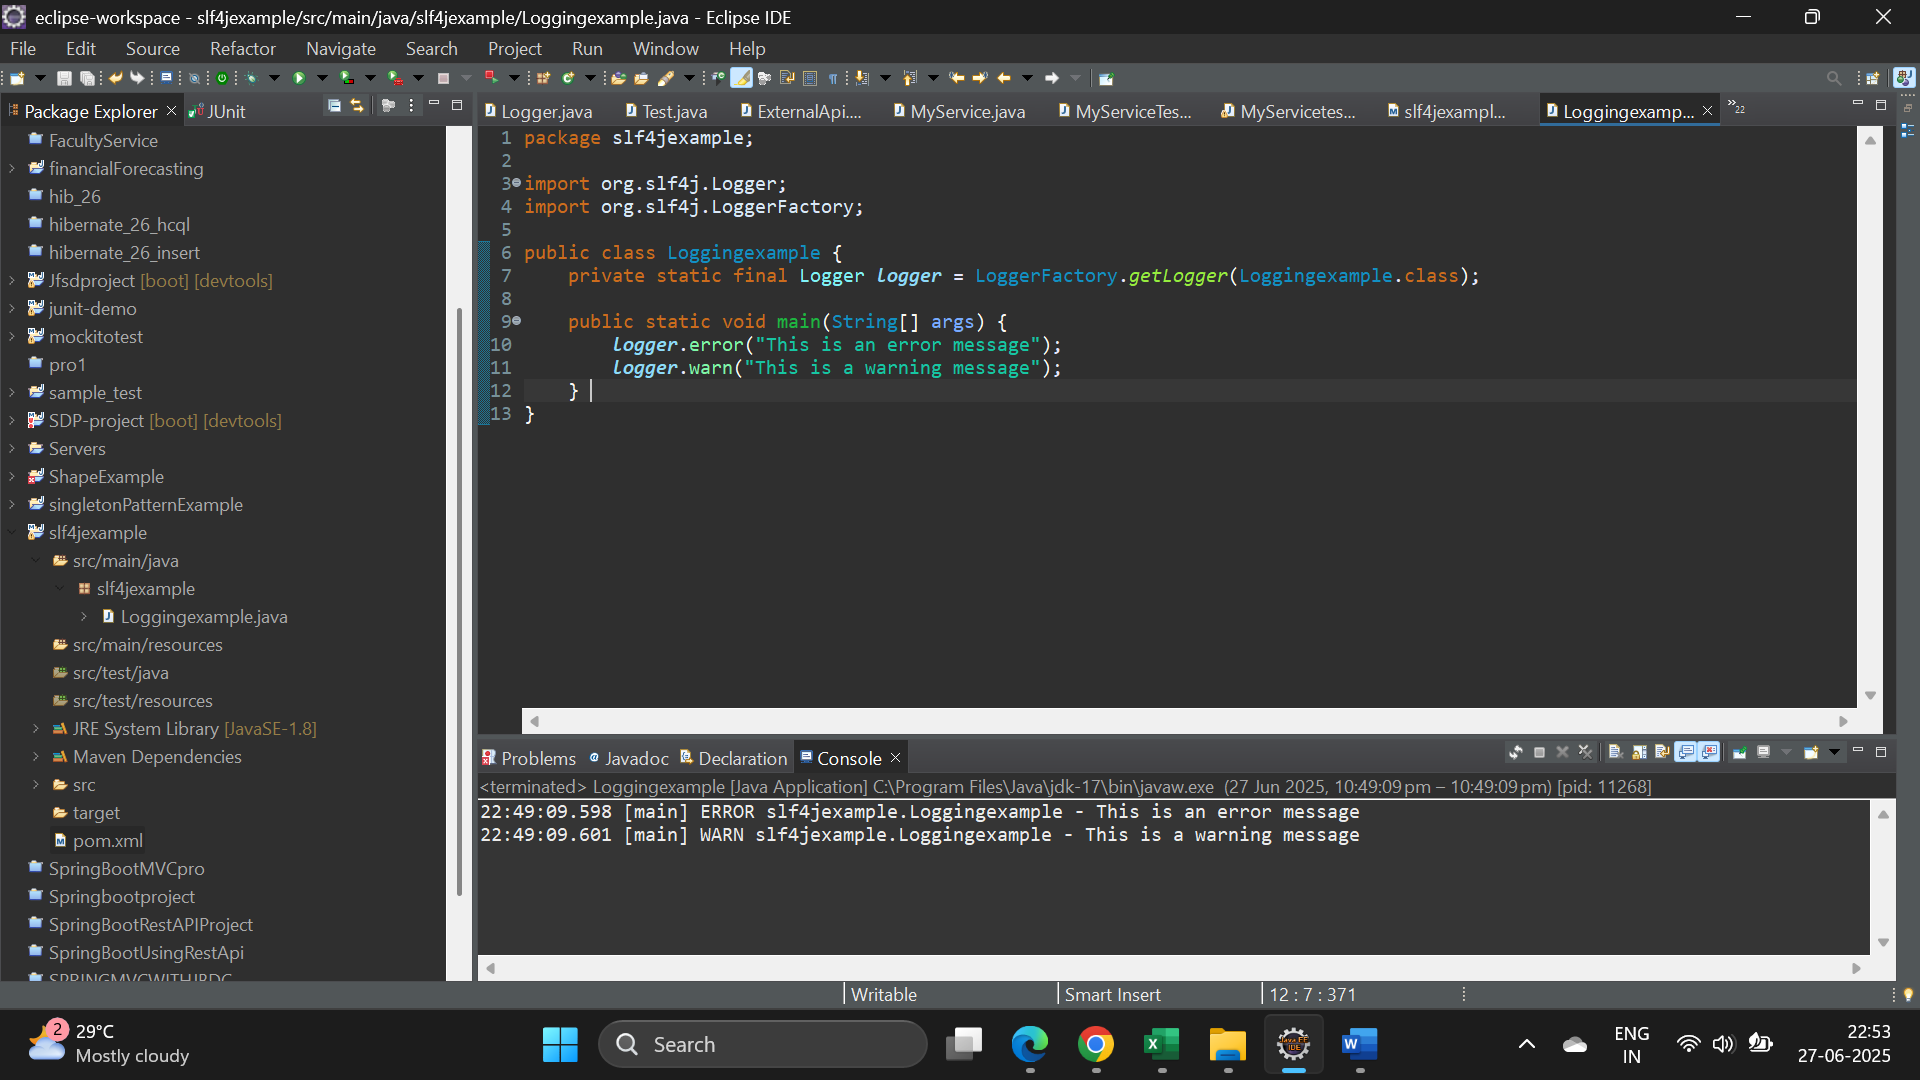 eclipse-workspace - slf4jexample/src/main/java/slf4jexample/Loggingexample.java - Eclipse IDE
File Edit Source Refactor Navigate Search Project Run Window Help
Package Explorer JUnit
FacultyService
financialForecasting
hib_26
hibernate_26_hcql
hibernate_26_insert
Jfsdproject [boot] [devtools]
junit-demo
mockitotest
pro1
sample_test
SDP-project [boot] [devtools]
Servers
ShapeExample
singletonPatternExample
slf4jexample
src/main/java
slf4jexample
Loggingexample.java
src/main/resources
src/test/java
src/test/resources
JRE System Library [JavaSE-1.8]
Maven Dependencies
src
target
pom.xml
SpringBootMVCpro
Springbootproject
SpringBootRestAPIProject
SpringBootUsingRestApi
Logger.java Test.java ExternalApi.... MyService.java MyServiceTes... MyServicetes... slf4jexampl... Loggingexamp... 22
1 package slf4jexample;
2
3 import org.slf4j.Logger;
4 import org.slf4j.LoggerFactory;
5
6 public class Loggingexample {
7 private static final Logger logger = LoggerFactory.getLogger(Loggingexample.class);
8
9 public static void main(String[] args) {
10 logger.error("This is an error message");
11 logger.warn("This is a warning message");
12 }
13 }
Problems Javadoc Declaration Console
<terminated> Loggingexample [Java Application] C:\Program Files\Java\jdk-17\bin\javaw.exe (27 Jun 2025, 10:49:09 pm – 10:49:09 pm) [pid: 11268]
22:49:09.598 [main] ERROR slf4jexample.Loggingexample - This is an error message
22:49:09.601 [main] WARN slf4jexample.Loggingexample - This is a warning message
Writable Smart Insert 12 : 7 : 371
2 29°C
Mostly cloudy
Search
ENG
IN
22:53
27-06-2025